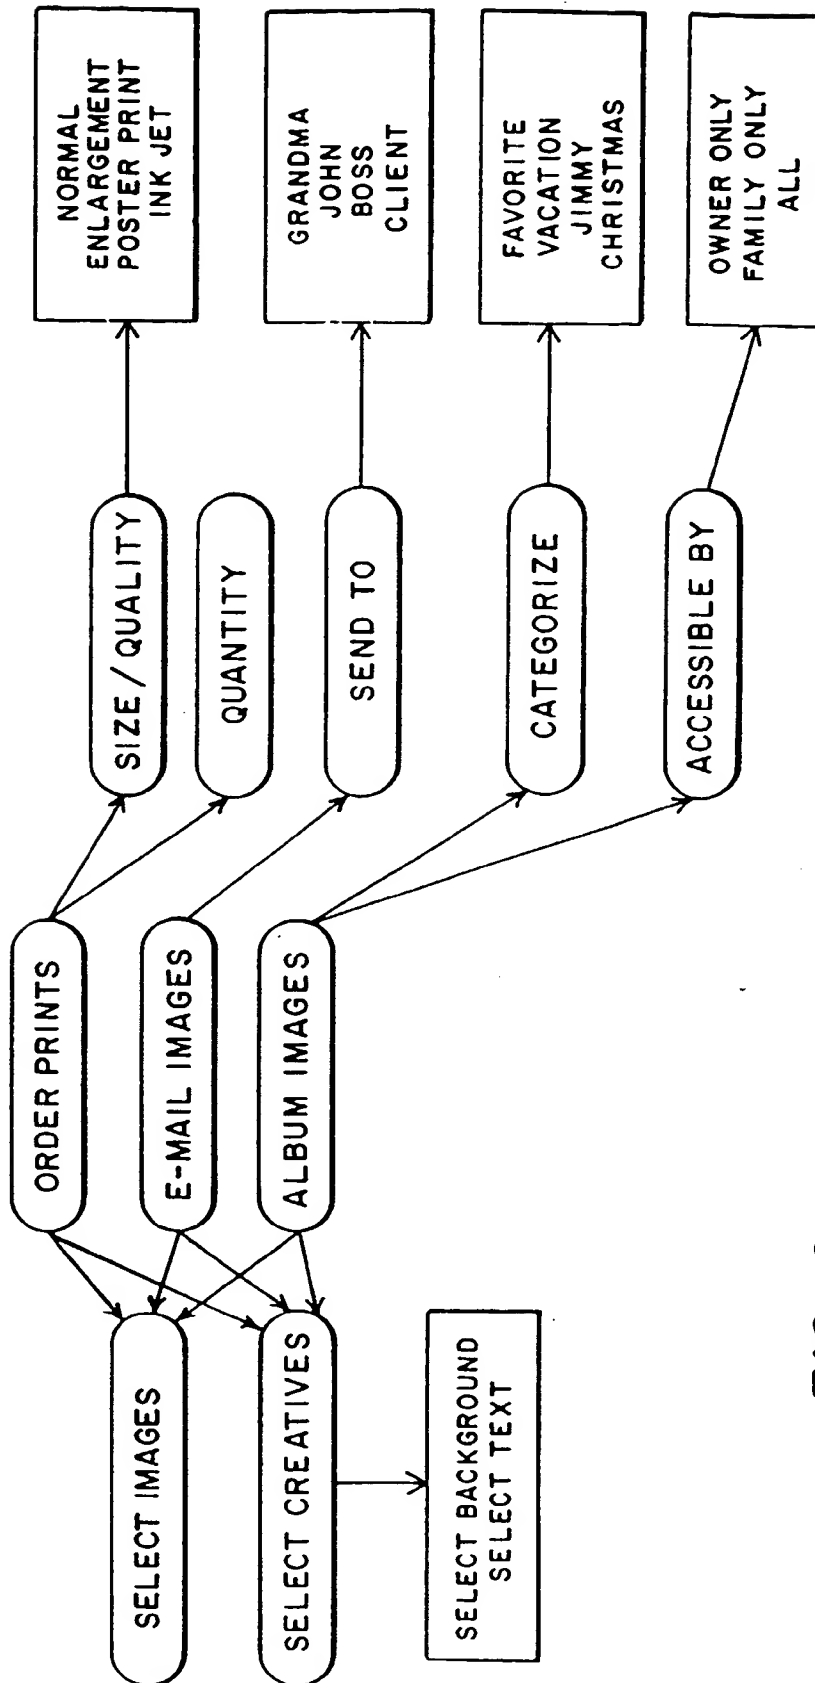 SELECT IMAGES
SELECT CREATIVES
SELECT BACKGROUND
SELECT TEXT
ORDER PRINTS
E-MAIL IMAGES
ALBUM IMAGES
SIZE / QUALITY
QUANTITY
SEND TO
CATEGORIZE
ACCESSIBLE BY
NORMAL
ENLARGEMENT
POSTER PRINT
INK JET
GRANDMA
JOHN
BOSS
CLIENT
FAVORITE
VACATION
JIMMY
CHRISTMAS
OWNER ONLY
FAMILY ONLY
ALL